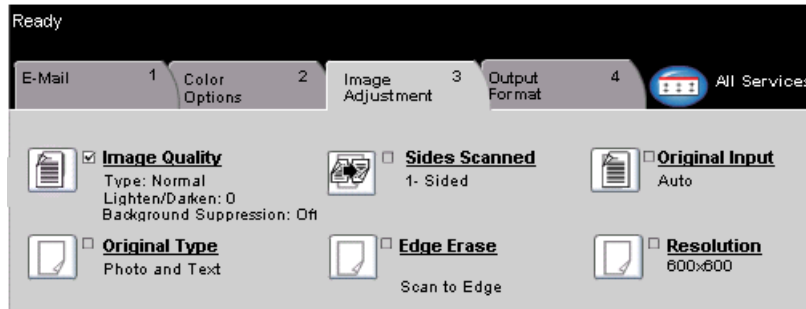 Ready
E-Mail 1
Color Options 2
Image Adjustment 3
Output Format 4
All Services
Image Quality
Type: Normal
Lighten/Darken: 0
Background Suppression: Off
Sides Scanned
1- Sided
Original Input
Auto
Original Type
Photo and Text
Edge Erase
Scan to Edge
Resolution
600x600